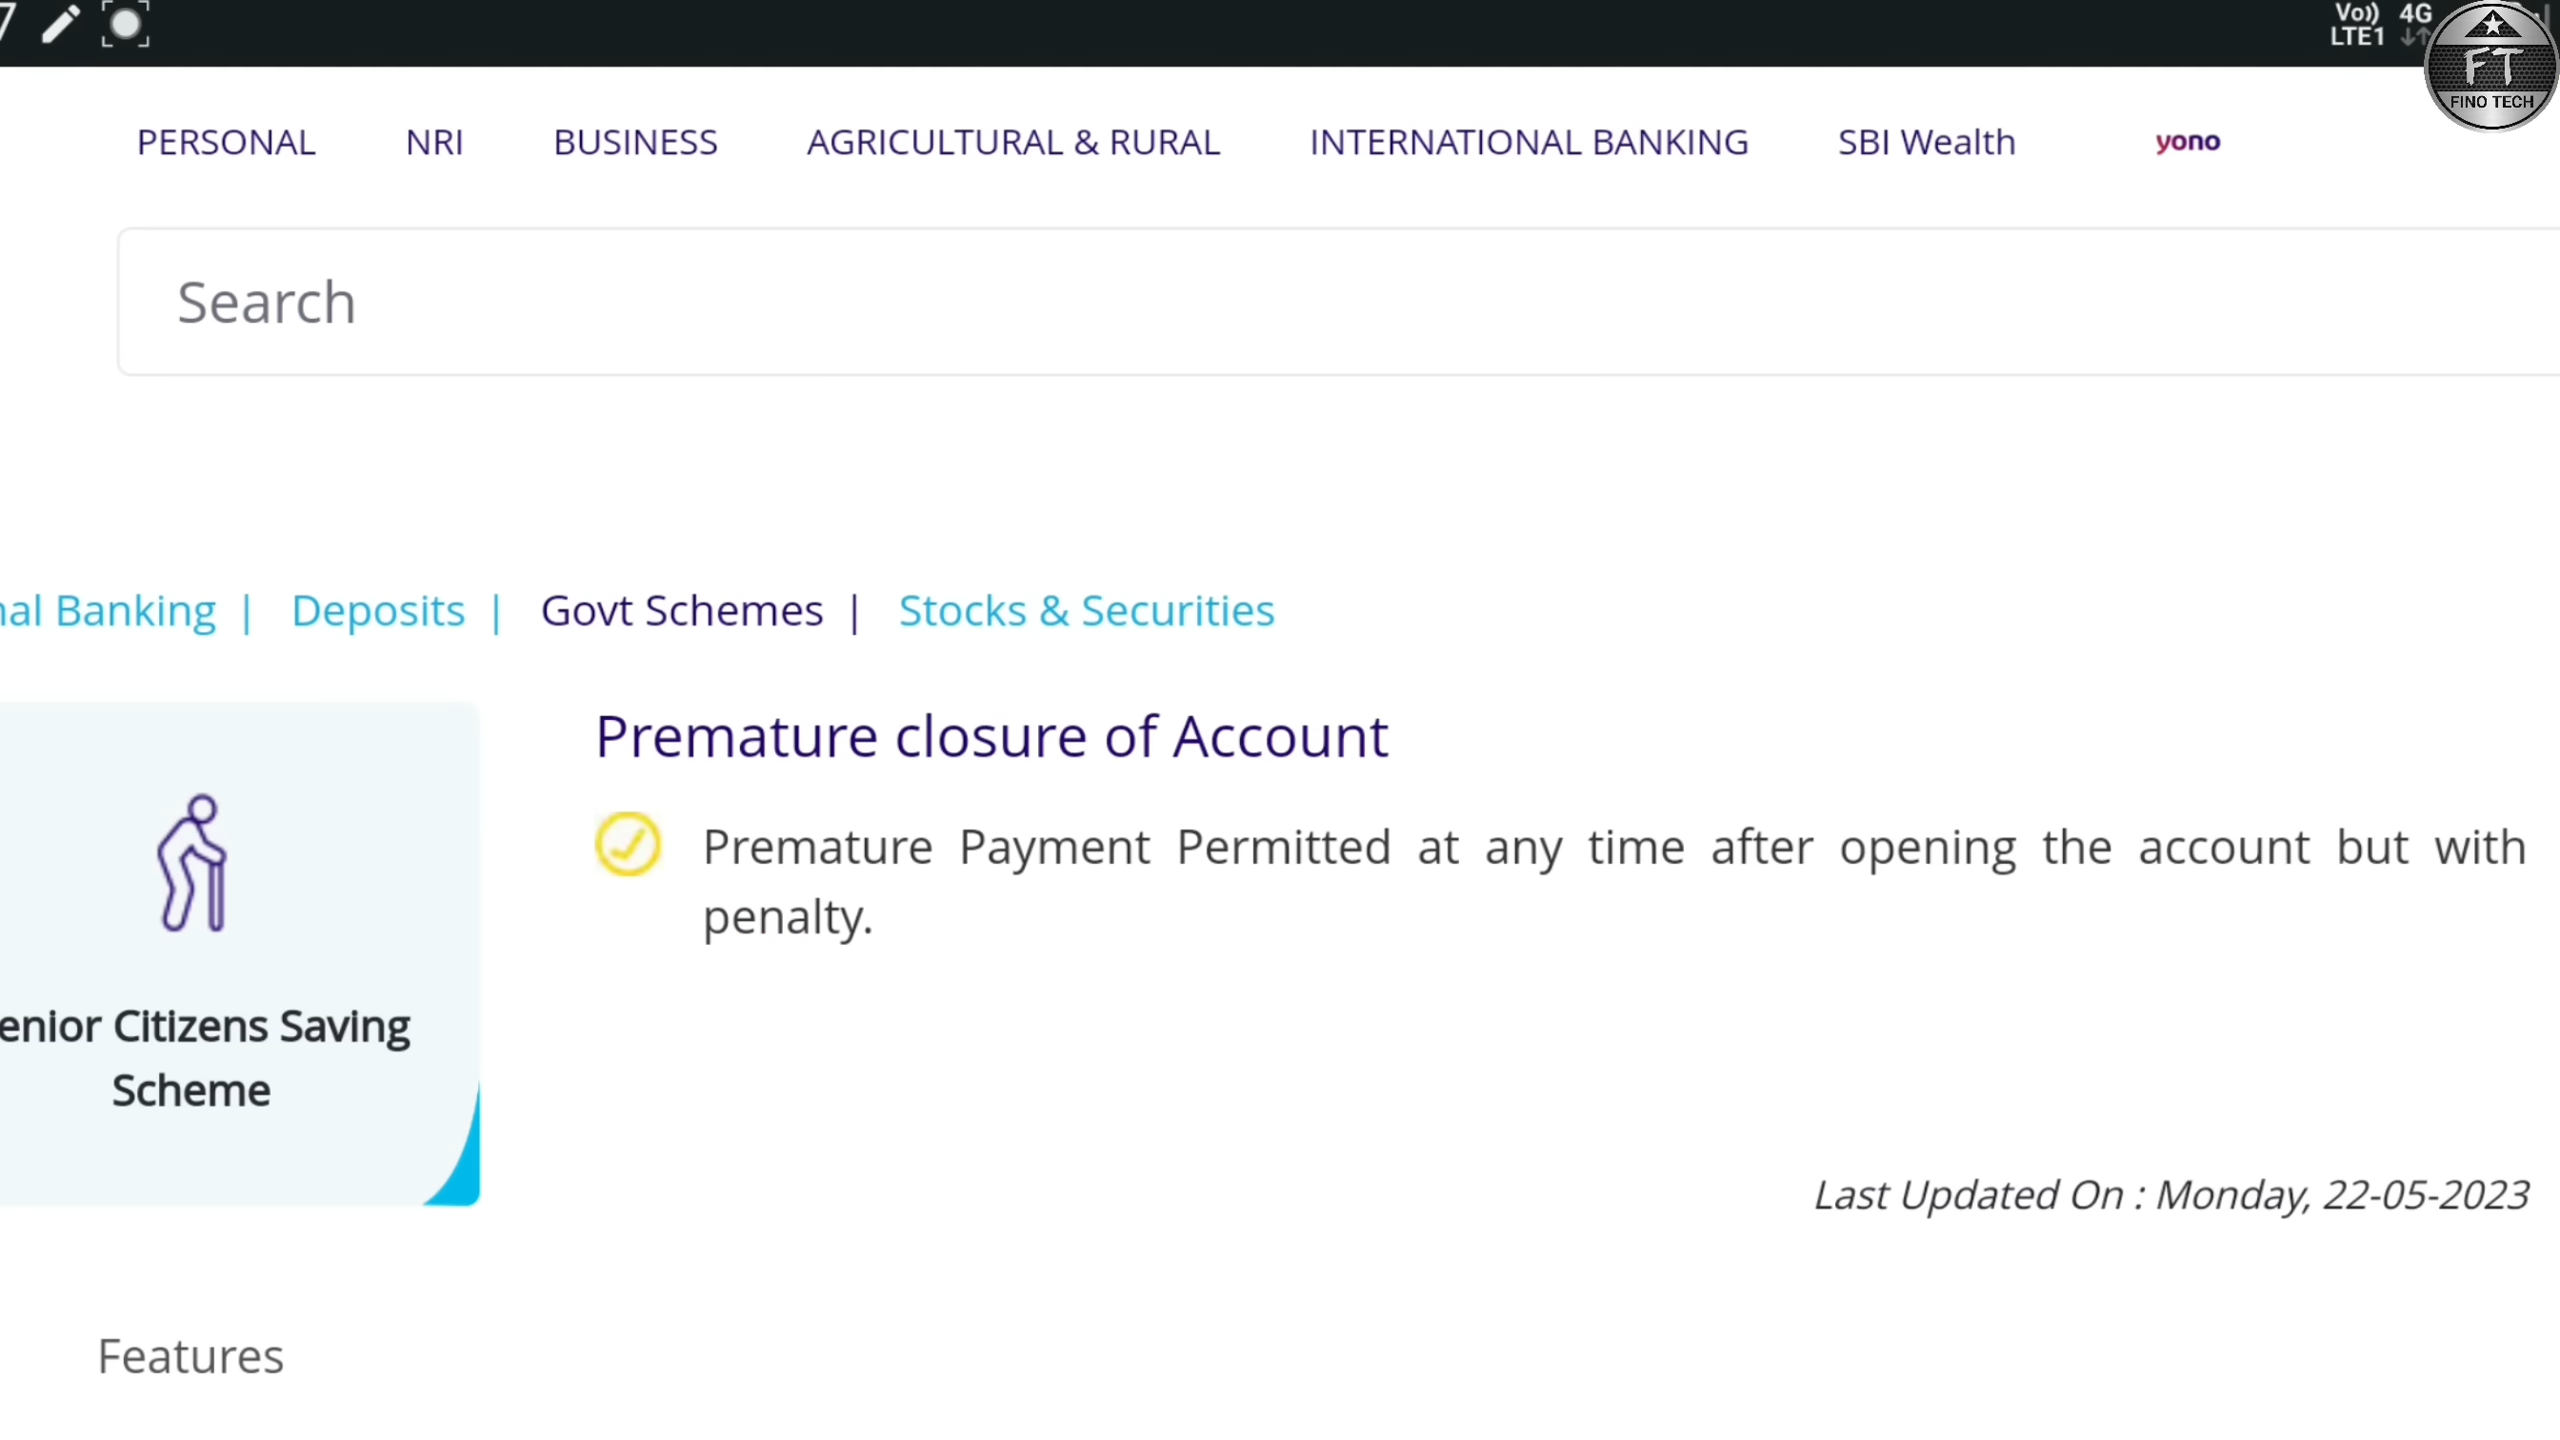 7
Vo)) 4G
LTE1
FT
FINO TECH
PERSONAL NRI BUSINESS AGRICULTURAL & RURAL INTERNATIONAL BANKING SBI Wealth yono
Search
nal Banking | Deposits | Govt Schemes | Stocks & Securities
Premature closure of Account
Premature Payment Permitted at any time after opening the account but with
penalty.
enior Citizens Saving
Scheme
Last Updated On : Monday, 22-05-2023
Features